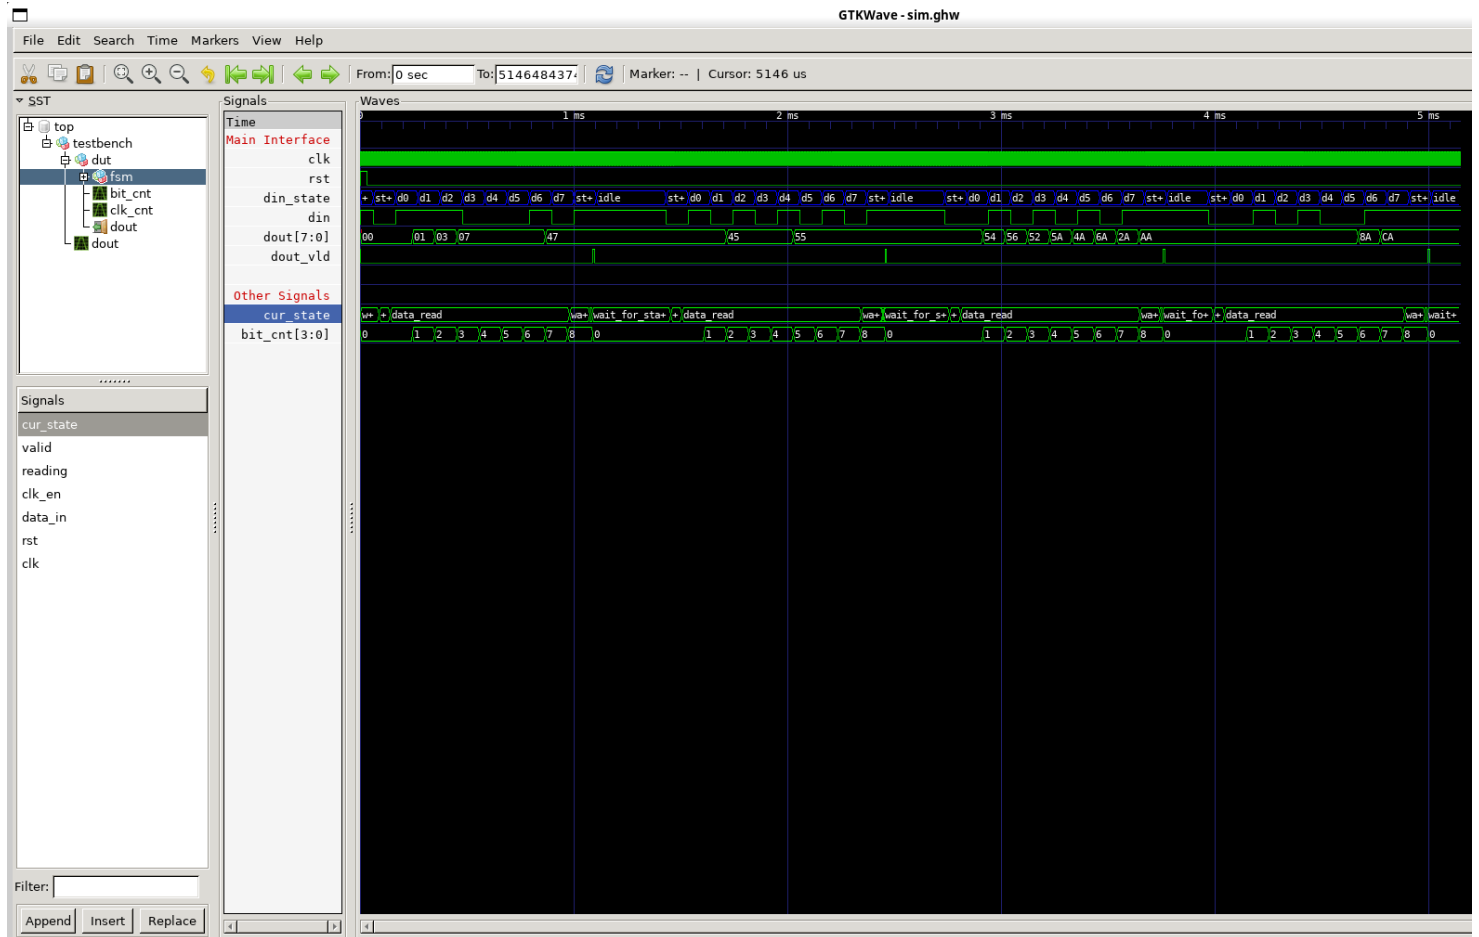 GTKWave - sim.ghw
File Edit Search Time Markers View Help
From: 0 sec To: 5146484374 Marker: -- | Cursor: 5146 us
SST
top
testbench
dut
fsm
bit_cnt
clk_cnt
dout
dout
Signals
cur_state
valid
reading
clk_en
data_in
rst
clk
Filter:
Append Insert Replace
Signals
Time
Main Interface
clk
rst
din_state
din
dout[7:0]
dout_vld
Other Signals
cur_state
bit_cnt[3:0]
Waves
0 1 ms 2 ms 3 ms 4 ms 5 ms
+ st+ d0 d1 d2 d3 d4 d5 d6 d7 st+ idle st+ d0 d1 d2 d3 d4 d5 d6 d7 st+ idle st+ d0 d1 d2 d3 d4 d5 d6 d7 st+ idle st+ d0 d1 d2 d3 d4 d5 d6 d7 st+ idle
00 01 03 07 47 45 55 54 56 52 5A 4A 6A 2A AA 8A CA
w+ + data_read wa+ wait_for_sta+ + data_read wa+ wait_for_s+ + data_read wa+ wait_fo+ + data_read wa+ wait+
0 1 2 3 4 5 6 7 8 0 1 2 3 4 5 6 7 8 0 1 2 3 4 5 6 7 8 0 1 2 3 4 5 6 7 8 0